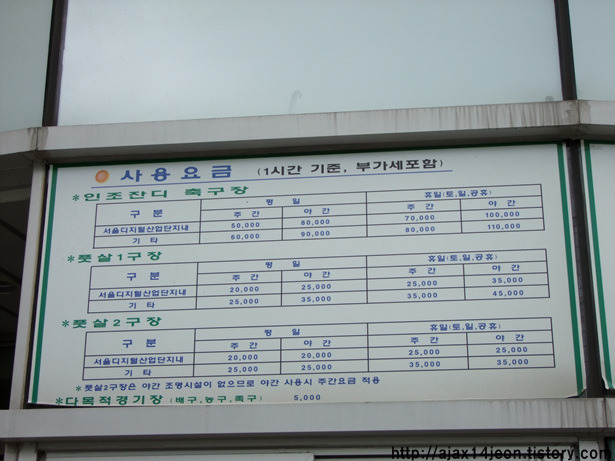 사용요금 (1시간 기준, 부가세포함)
*인조잔디 축구장
구 분 평 일 휴일(토,일,공휴)
주 간 야 간 주 간 야 간
서울디지털산업단지내 50,000 80,000 70,000 100,000
기 타 60,000 90,000 80,000 110,000
*풋살1구장
구 분 평 일 휴일(토,일,공휴)
주 간 야 간 주 간 야 간
서울디지털산업단지내 20,000 25,000 25,000 35,000
기 타 25,000 35,000 35,000 45,000
*풋살2구장
구 분 평 일 휴일(토,일,공휴)
주 간 야 간 주 간 야 간
서울디지털산업단지내 20,000 20,000 25,000 25,000
기 타 25,000 25,000 35,000 35,000
*풋살2구장은 야간 조명시설이 없으므로 야간 사용시 주간요금 적용
*다목적경기장 (배구,농구,족구) 5,000
http://ajax14jeon.tistory.com